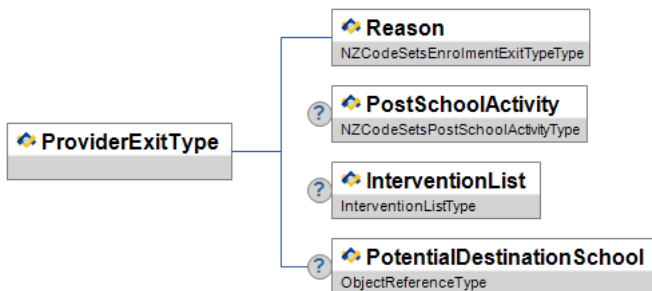 Reason
NZCodeSetsEnrolmentExitTypeType
?
PostSchoolActivity
NZCodeSetsPostSchoolActivityType
ProviderExitType
?
InterventionList
InterventionListType
?
PotentialDestinationSchool
ObjectReferenceType